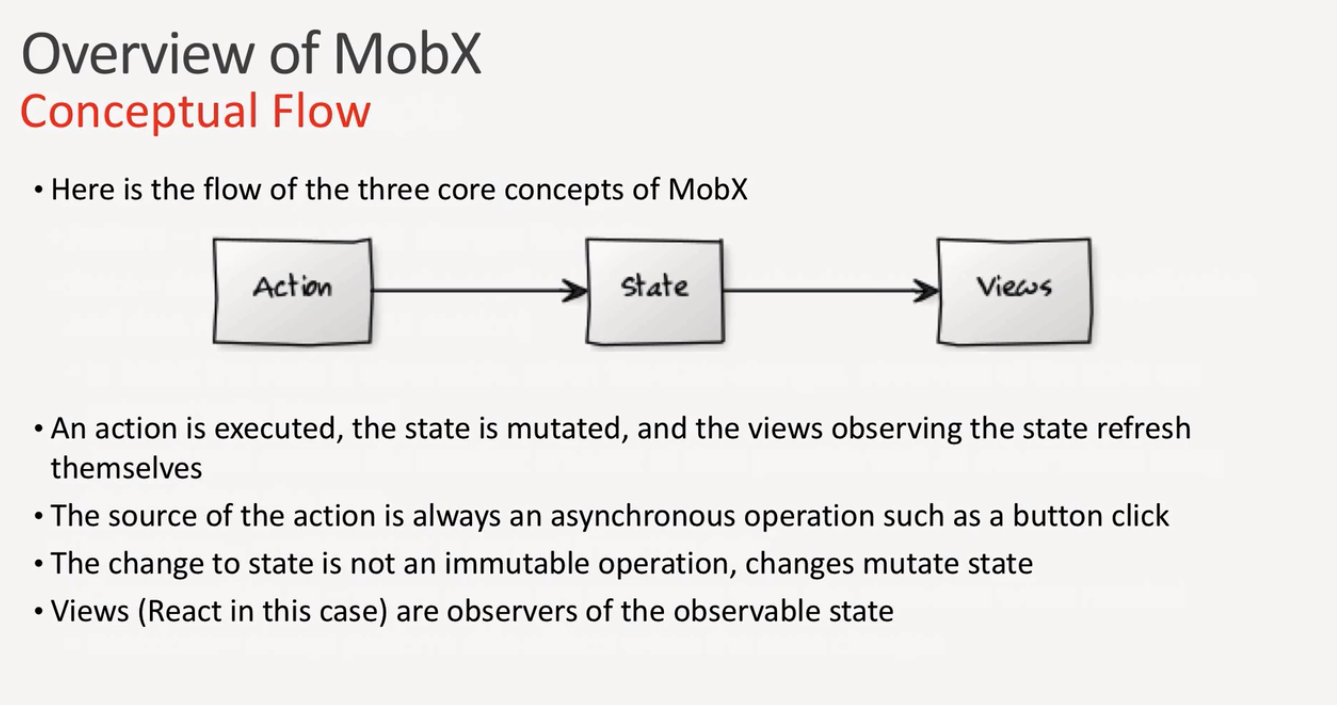 Overview of MobX
Conceptual Flow
• Here is the flow of the three core concepts of MobX
Action
State
Views
• An action is executed, the state is mutated, and the views observing the state refresh
themselves
• The source of the action is always an asynchronous operation such as a button click
• The change to state is not an immutable operation, changes mutate state
• Views (React in this case) are observers of the observable state